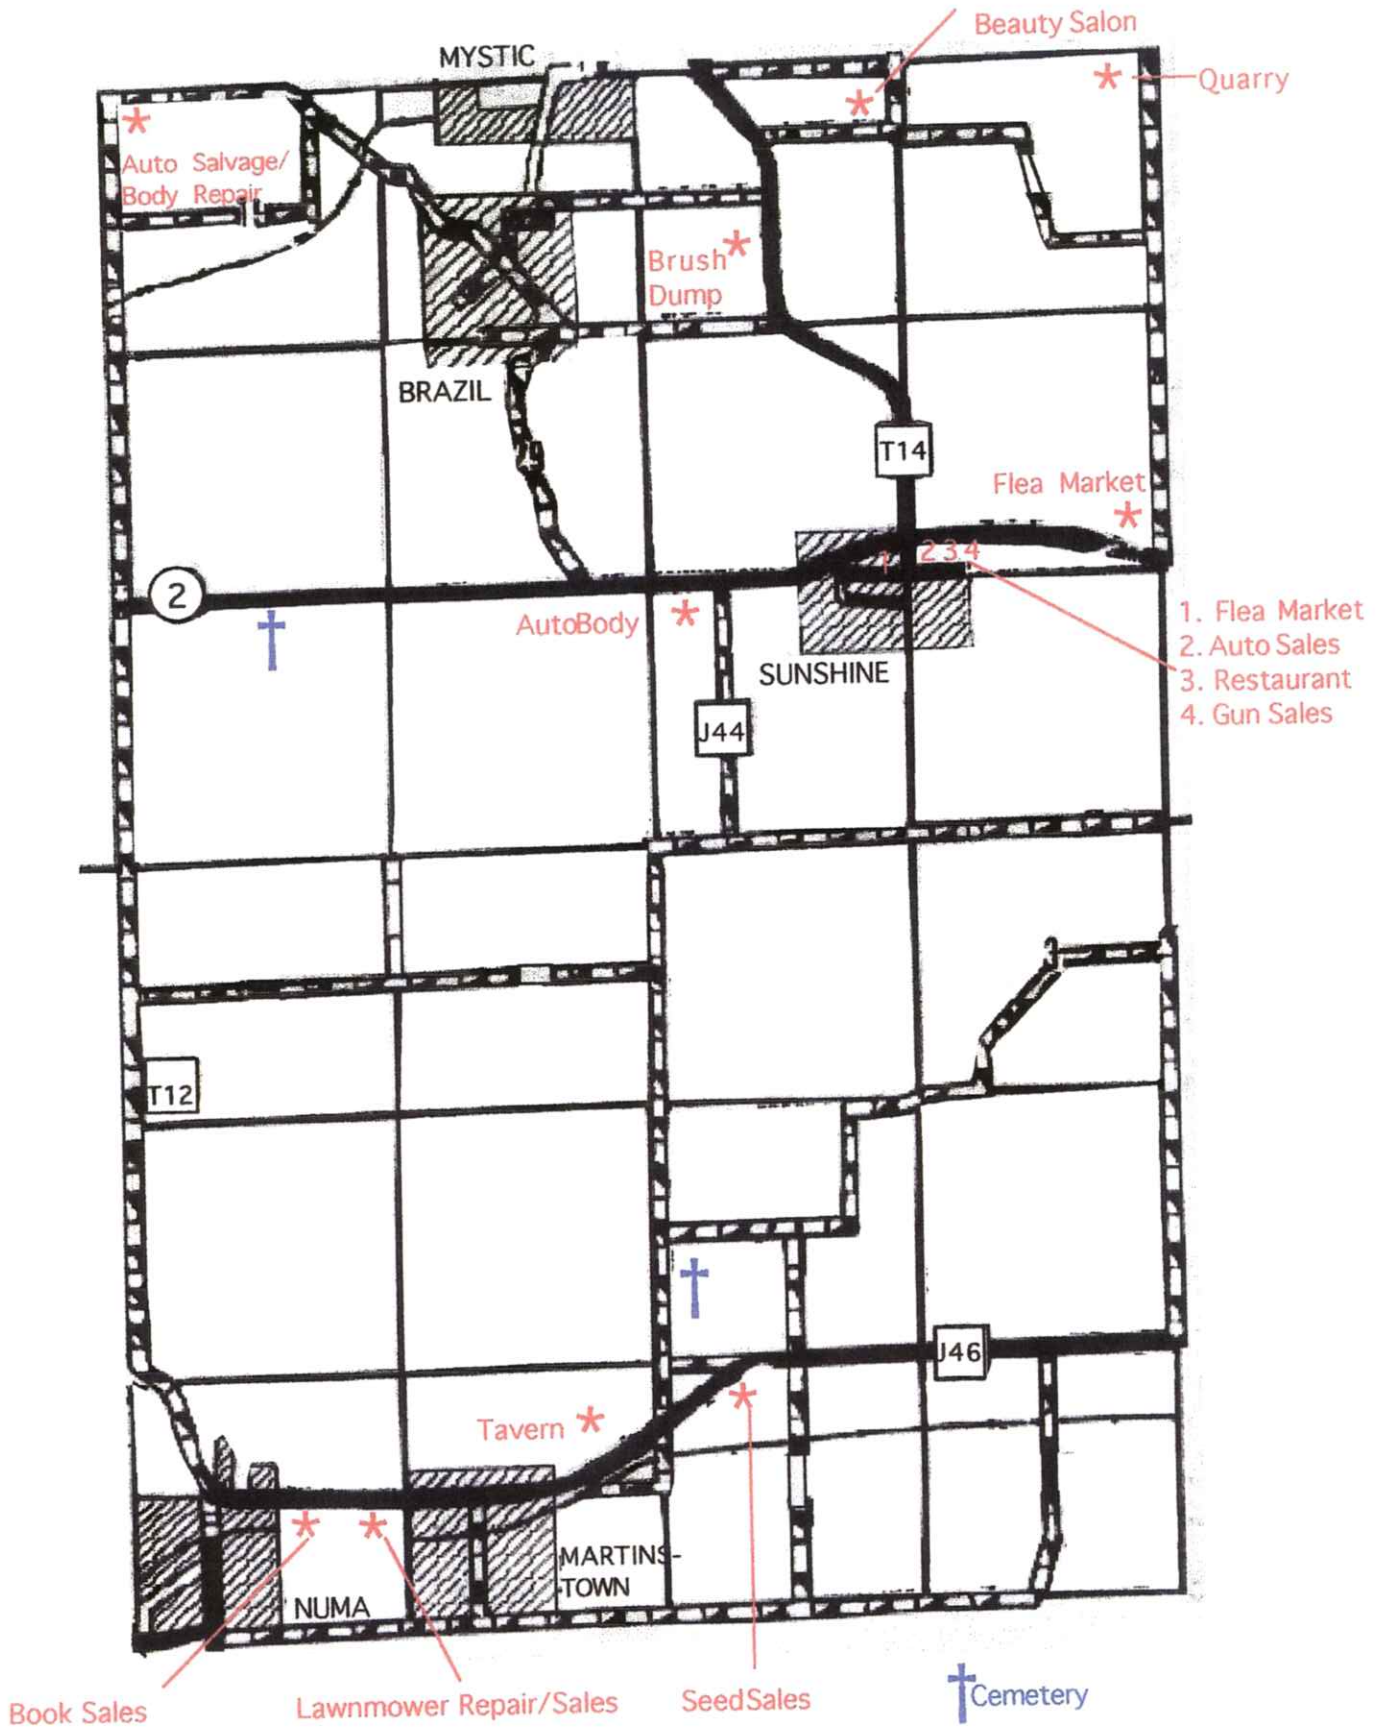 Beauty Salon
MYSTIC
Quarry
Auto Salvage/
Body Repair
Brush
Dump
BRAZIL
T14
Flea Market
1
2 3 4
2
AutoBody
1. Flea Market
2. Auto Sales
3. Restaurant
4. Gun Sales
SUNSHINE
J44
T12
J46
Tavern
MARTINS-
TOWN
NUMA
Book Sales
Lawnmower Repair/Sales
Seed Sales
Cemetery